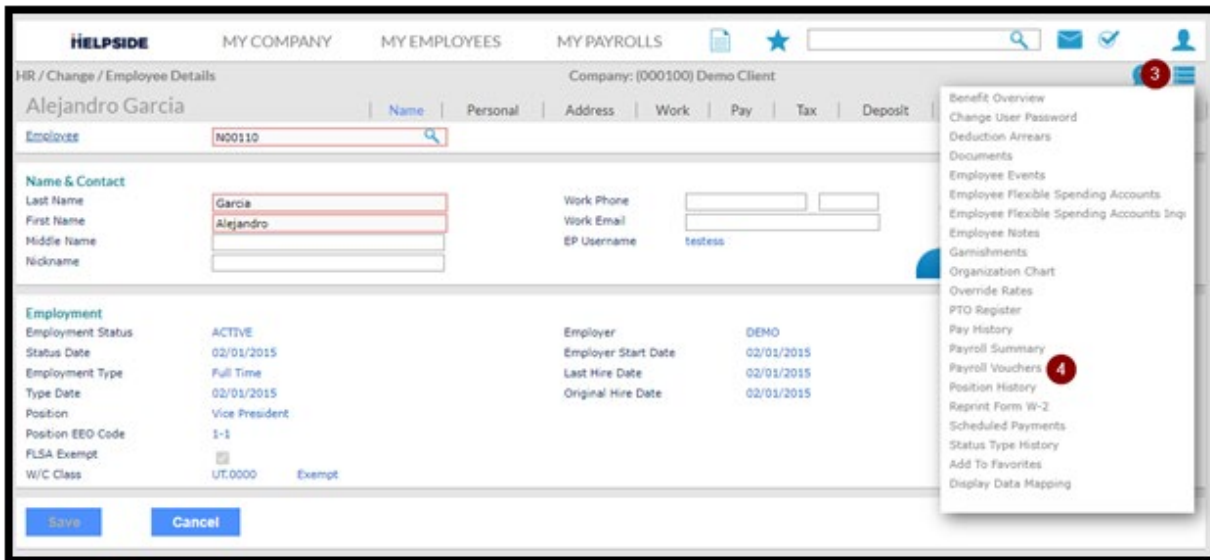 HELPSIDE MY COMPANY MY EMPLOYEES MY PAYROLLS
HR / Change / Employee Details Company: (000100) Demo Client 3
Alejandro Garcia | Name | Personal | Address | Work | Pay | Tax | Deposit |
Employee N00110
Name & Contact
Last Name Garcia Work Phone
First Name Alejandro Work Email
Middle Name EP Username testess
Nickname
Employment
Employment Status ACTIVE Employer DEMO
Status Date 02/01/2015 Employer Start Date 02/01/2015
Employment Type Full Time Last Hire Date 02/01/2015
Type Date 02/01/2015 Original Hire Date 02/01/2015
Position Vice President
Position EEO Code 1-1
FLSA Exempt
W/C Class UT.0000 Exempt
Save Cancel
Benefit Overview
Change User Password
Deduction Arrears
Documents
Employee Events
Employee Flexible Spending Accounts
Employee Flexible Spending Accounts Inqu
Employee Notes
Garnishments
Organization Chart
Override Rates
PTO Register
Pay History
Payroll Summary
Payroll Vouchers 4
Position History
Reprint Form W-2
Scheduled Payments
Status Type History
Add To Favorites
Display Data Mapping